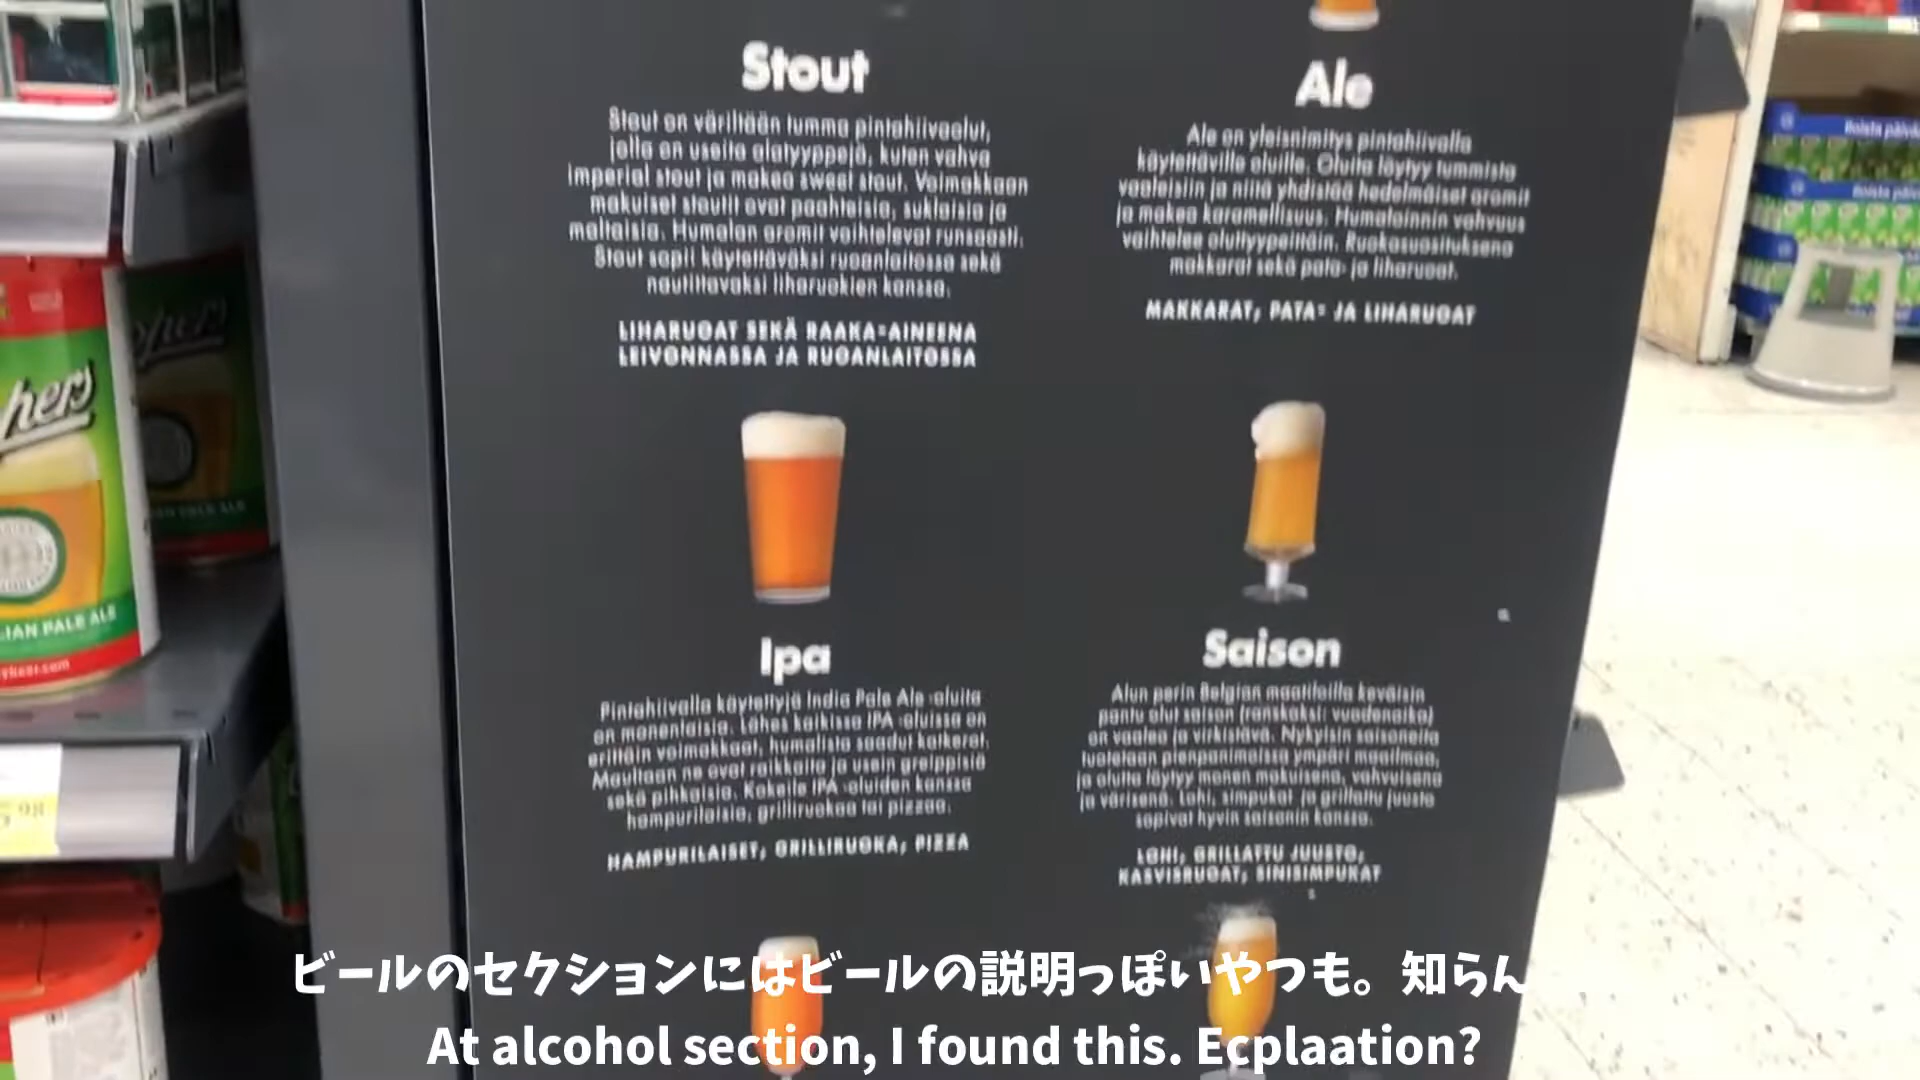 Stout
Stout on väriltään tumma pintahiivaolut,
jolla on useita alatyyppejä, kuten vahva
imperial stout ja makea sweet stout. Voimakkaan
makuiset stoutit ovat paahteisia, suklaisia ja
maltaisia. Humalan aromit vaihtelevat runsaasti.
Stout sopii käytettäväksi ruoanlaitossa sekä
nautittavaksi liharuokien kanssa.
LIHARUOAT SEKÄ RAAKA-AINEENA
LEIVONNASSA JA RUOANLAITOSSA
Ale
Ale on yleisnimitys pintahiivalla
käytettäville oluille. Oluita löytyy tummista
vaaleisiin ja niitä yhdistää hedelmäiset aromit
ja makea karamellisuus. Humaloinnin vahvuus
vaihtelee oluttyypeittäin. Ruokasuosituksena
makkarat sekä pata- ja liharuoat.
MAKKARAT, PATA- JA LIHARUOAT
Ipa
Pintahiivalla käytettyjä India Pale Ale -oluita
on monenlaisia. Lähes kaikissa IPA -oluissa on
erittäin voimakkaat, humalista saadut katkerot.
Maultaan ne ovat raikkaita ja usein greippisiä
sekä pihkaisia. Kokeile IPA -oluiden kanssa
hampurilaisia, grilliruokaa tai pizzaa.
HAMPURILAISET, GRILLIRUOKA, PIZZA
Saison
Alun perin Belgian maatiloilla keväisin
pantu olut saison (ranskaksi: vuodenaika)
on vaalea ja virkistävä. Nykyisin saisoneita
tuotetaan pienpanimoissa ympäri maailmaa,
ja oluita löytyy monen makuisena, vahvuisena
ja värisenä. Lohi, simpukat ja grillattu juusto
sopivat hyvin saisonin kanssa.
LOHI, GRILLATTU JUUSTO,
KASVISRUOAT, SINISIMPUKAT
hers
IAN PALE ALE
ビールのセクションにはビールの説明っぽいやつも。知らん
At alcohol section, I found this. Ecplaation?